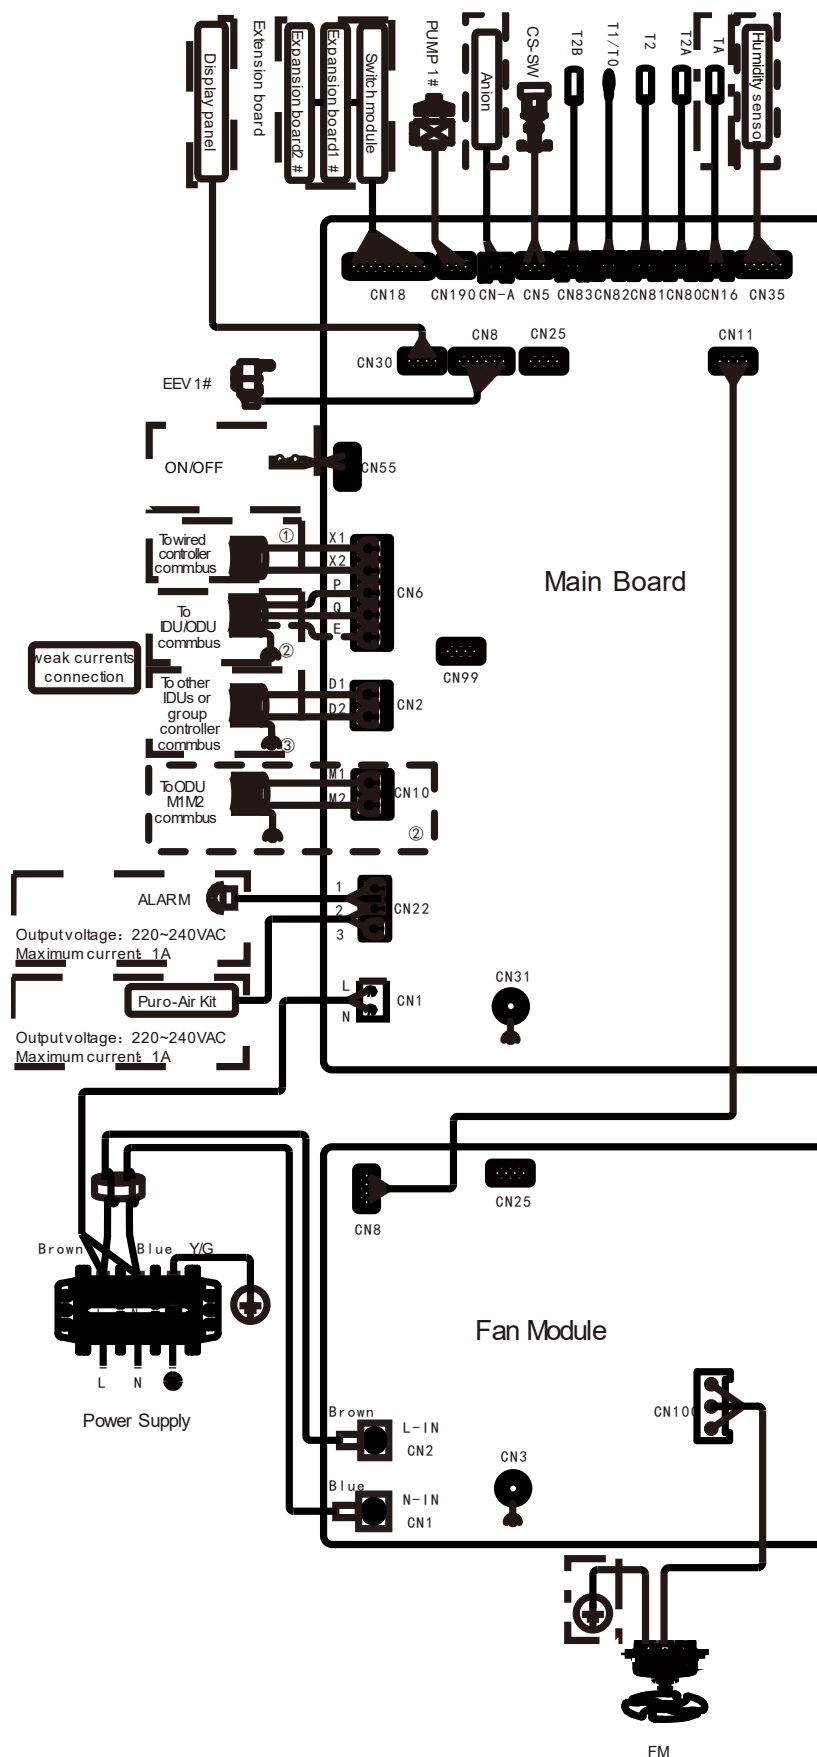 Display panel
Extension board
Expansion board2 #
Expansion board1 #
Switch module
PUMP 1#
Anion
CS-SW
T2B
T1/T0
T2
T2A
TA
Humidity sensor
CN18
CN190
CN-A
CN5
CN83
CN82
CN81
CN80
CN16
CN35
CN30
CN8
CN25
CN11
EEV 1#
ON/OFF
CN55
To wired
controller
commbus
①
X1
X2
P
Q
E
CN6
Main Board
To
IDU/ODU
commbus
②
weak currents
connection
CN99
To other
IDUs or
group
controller
commbus
③
D1
D2
CN2
To ODU
M1M2
commbus
M1
M2
CN10
②
ALARM
1
2
3
CN22
Output voltage: 220~240VAC
Maximum current: 1A
Puro-Air Kit
L
N
CN1
CN31
Output voltage: 220~240VAC
Maximum current: 1A
CN8
CN25
Brown
Blue
Y/G
L
N
Power Supply
Fan Module
Brown
L-IN
CN2
CN100
Blue
N-IN
CN1
CN3
FM